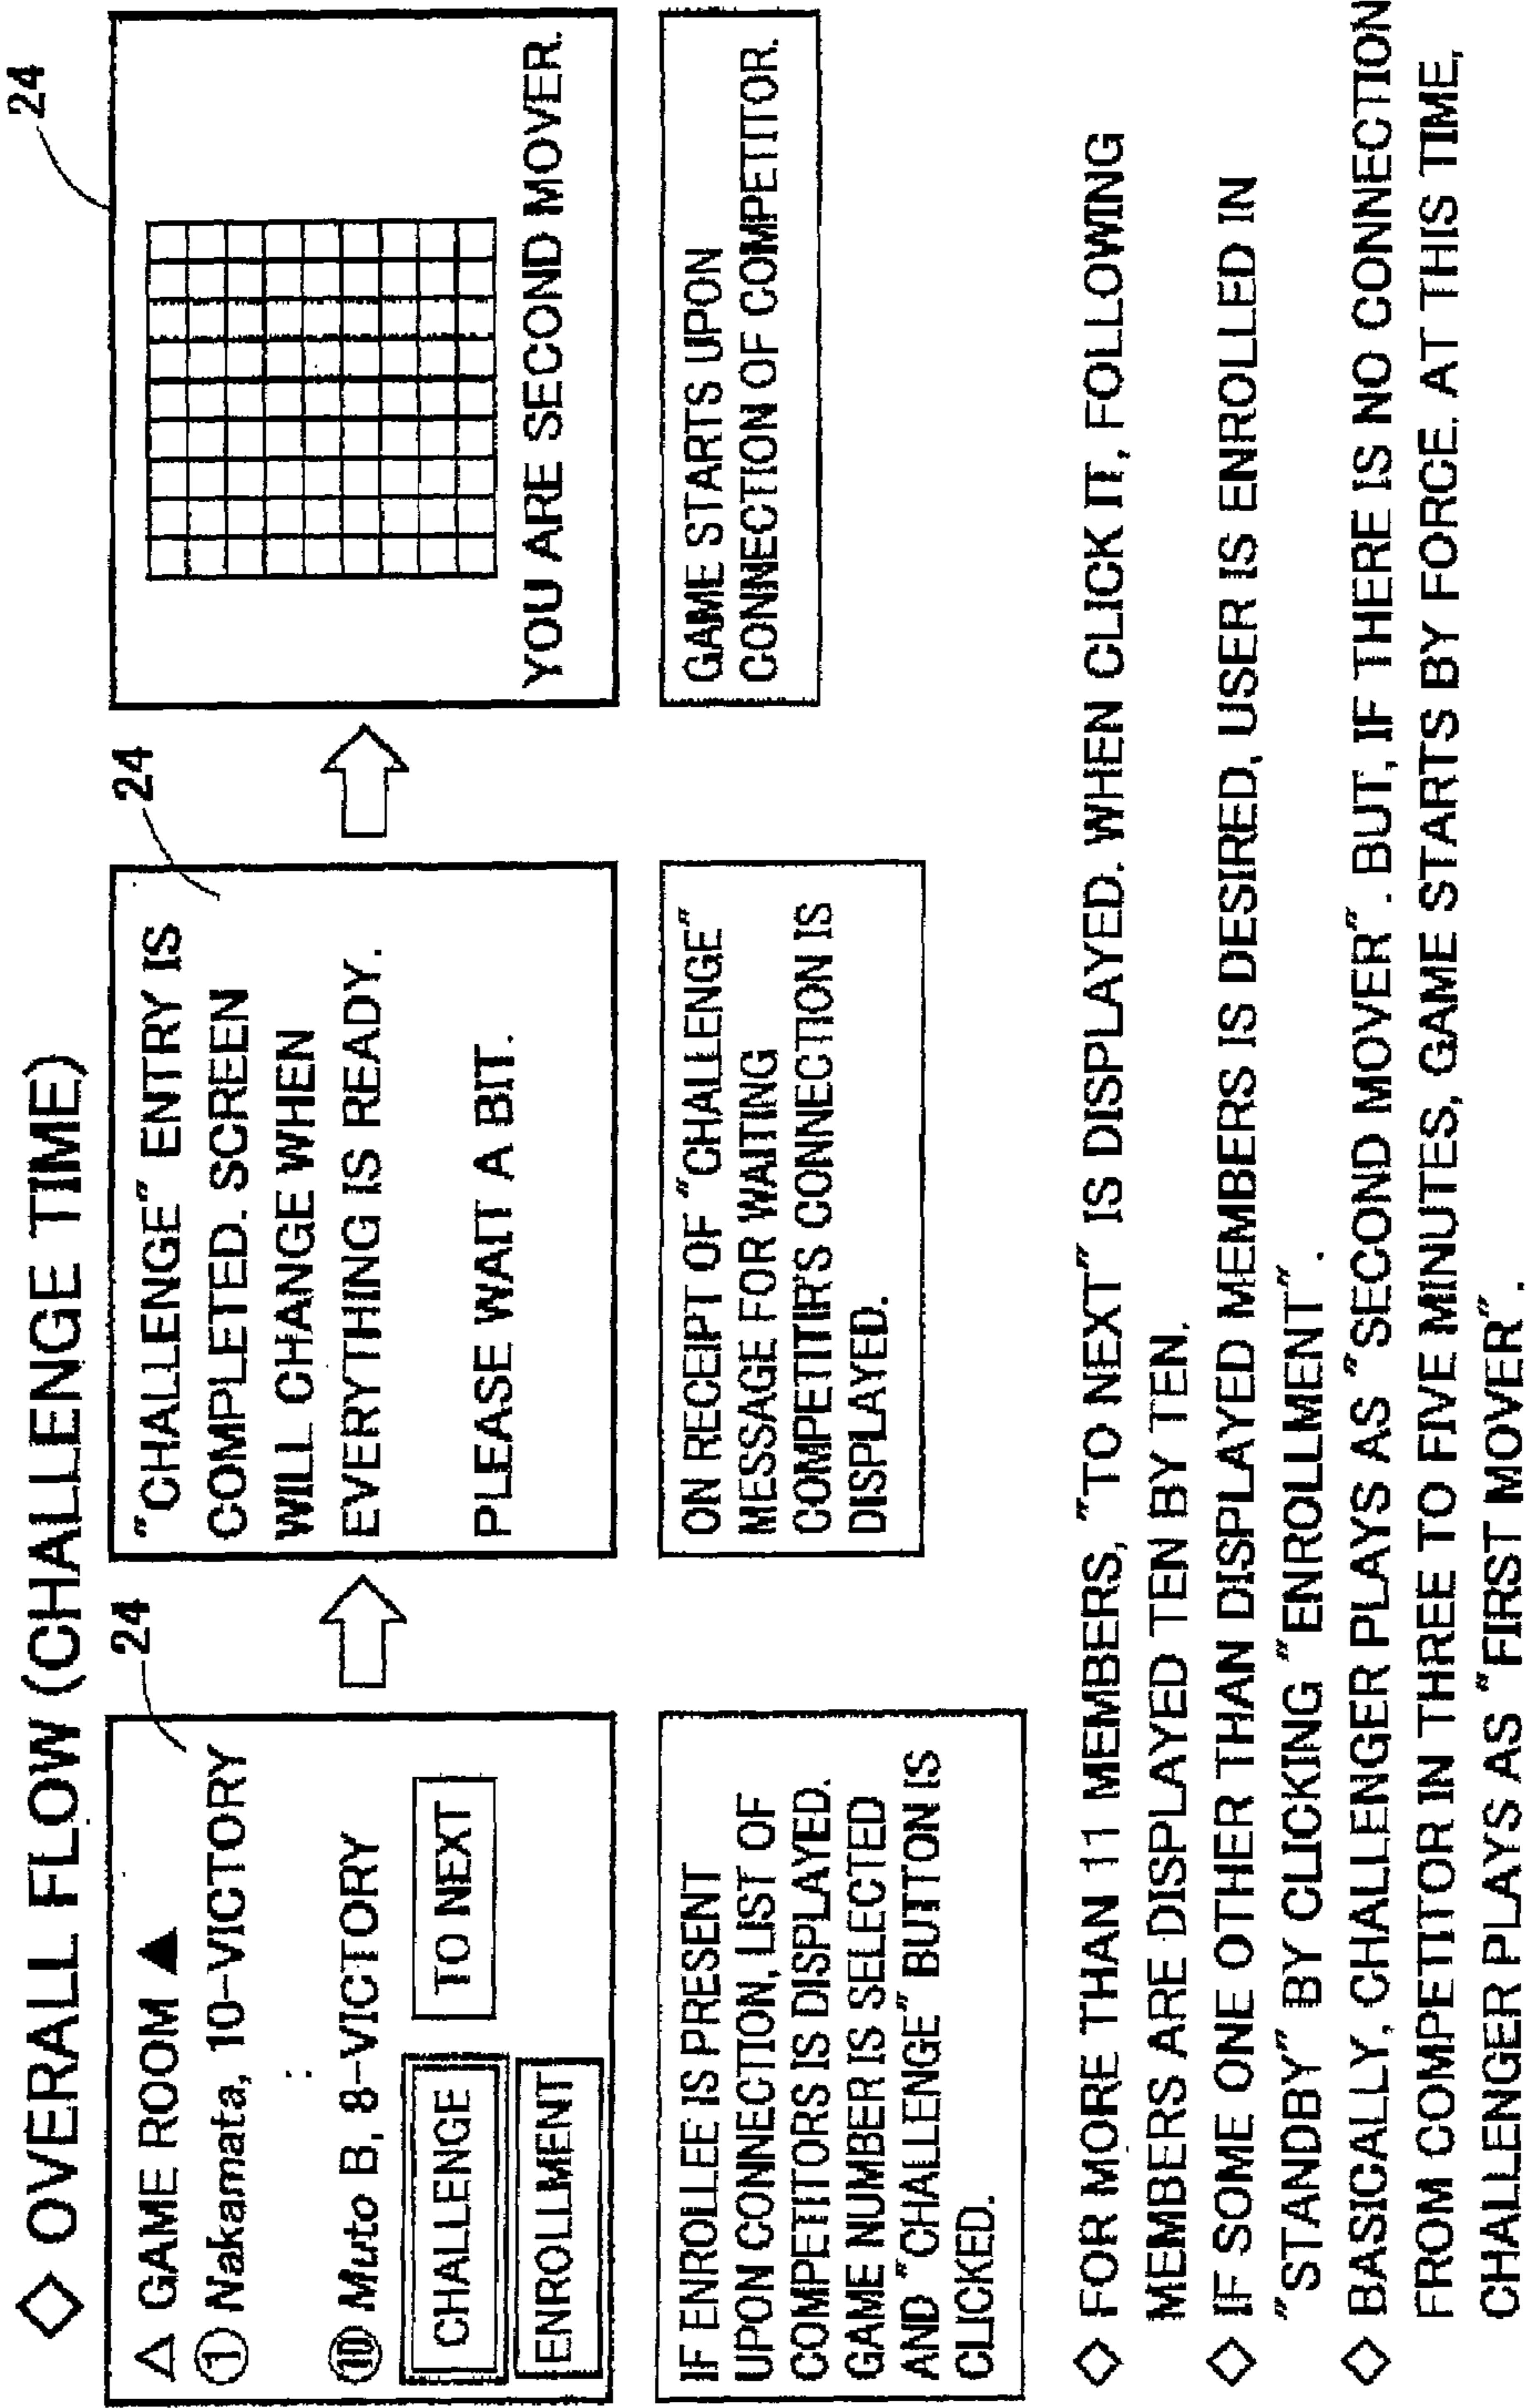 ◇ OVERALL FLOW (CHALLENGE TIME)
24
△ GAME ROOM ▲
① Nakamata, 10-VICTORY
:
⑩ Muto B, 8-VICTORY
CHALLENGE
TO NEXT
ENROLLMENT
IF ENROLLEE IS PRESENT
UPON CONNECTION, LIST OF
COMPETITORS IS DISPLAYED.
GAME NUMBER IS SELECTED
AND "CHALLENGE" BUTTON IS
CLICKED.
24
"CHALLENGE" ENTRY IS
COMPLETED. SCREEN
WILL CHANGE WHEN
EVERYTHING IS READY.
PLEASE WAIT A BIT.
ON RECEIPT OF "CHALLENGE"
MESSAGE FOR WAITING
COMPETITIR'S CONNECTION IS
DISPLAYED.
24
YOU ARE SECOND MOVER.
GAME STARTS UPON
CONNECTION OF COMPETITOR.
◇ FOR MORE THAN 11 MEMBERS, "TO NEXT" IS DISPLAYED. WHEN CLICK IT, FOLLOWING
MEMBERS ARE DISPLAYED TEN BY TEN.
◇ IF SOME ONE OTHER THAN DISPLAYED MEMBERS IS DESIRED, USER IS ENROLLED IN
"STANDBY" BY CLICKING "ENROLLMENT".
◇ BASICALLY, CHALLENGER PLAYS AS "SECOND MOVER". BUT, IF THERE IS NO CONNECTION
FROM COMPETITOR IN THREE TO FIVE MINUTES, GAME STARTS BY FORCE. AT THIS TIME,
CHALLENGER PLAYS AS "FIRST MOVER".